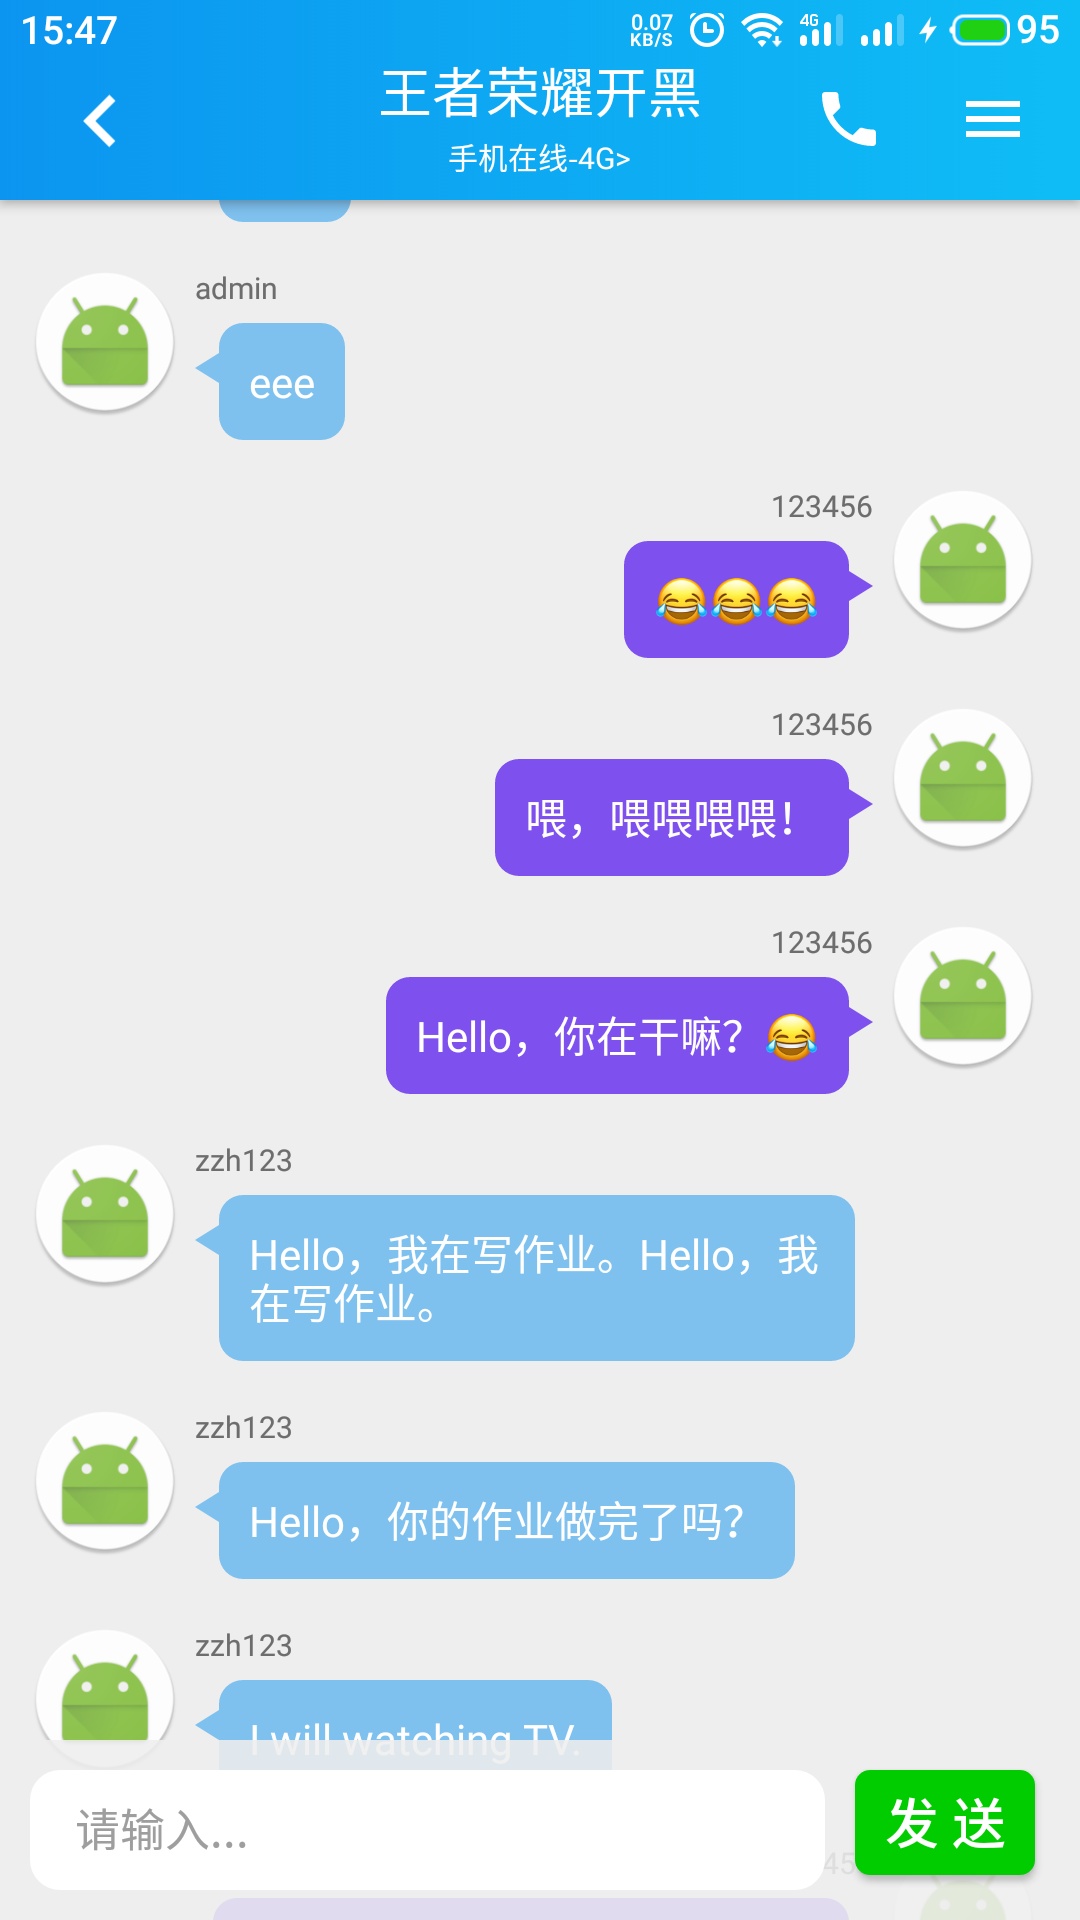 15:47
0.07 KB/S
4G
95
王者荣耀开黑
手机在线-4G>
admin
eee
123456
😂😂😂
123456
喂，喂喂喂喂！
123456
Hello，你在干嘛？😂
zzh123
Hello，我在写作业。Hello，我
在写作业。
zzh123
Hello，你的作业做完了吗？
zzh123
I will watching TV.
请输入...
发 送
45